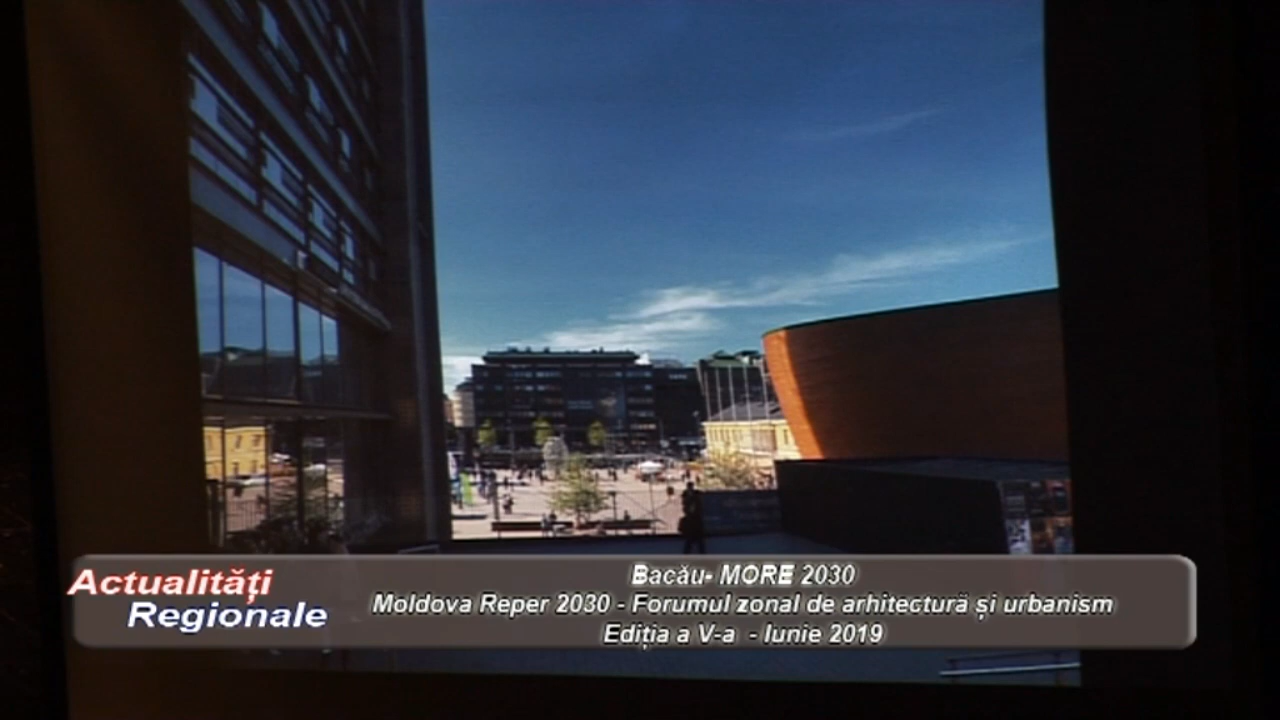 Actualități
Regionale
Bacău- MORE 2030
Moldova Reper 2030 - Forumul zonal de arhitectură și urbanism
Ediția a V-a - Iunie 2019